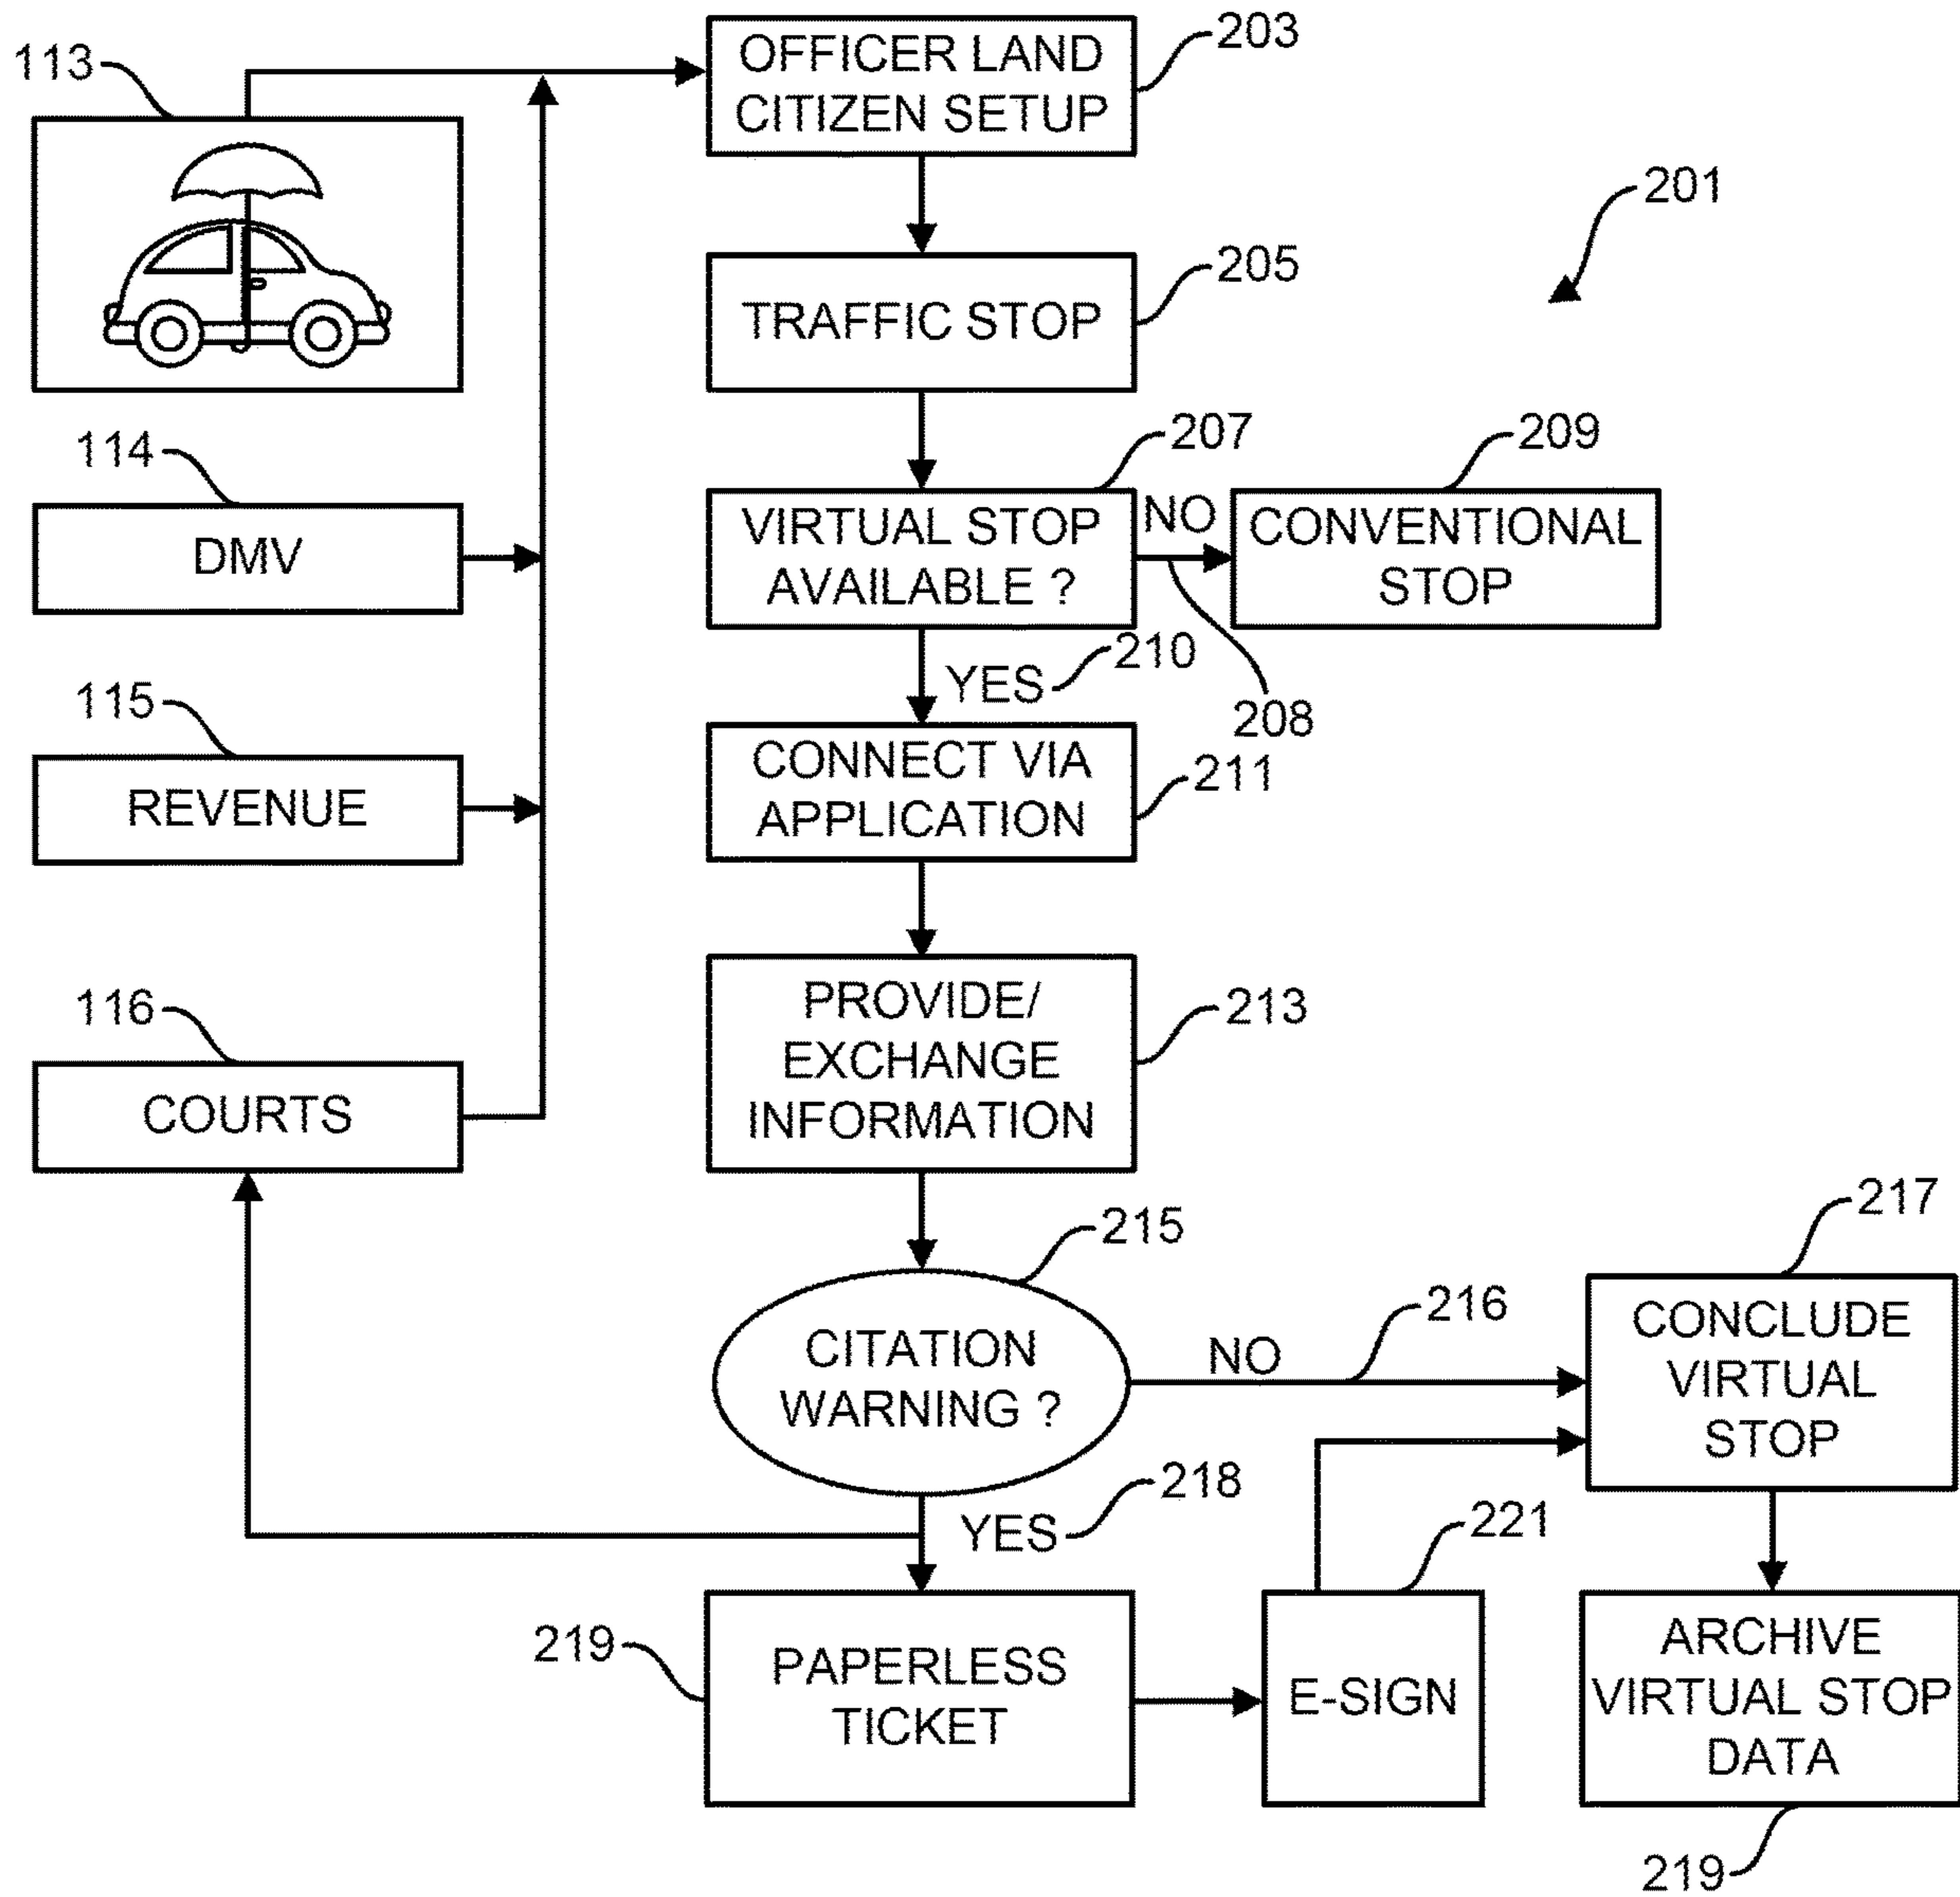 113
OFFICER LAND
CITIZEN SETUP
203
201
TRAFFIC STOP
205
114
DMV
VIRTUAL STOP
AVAILABLE ?
207
NO
208
CONVENTIONAL
STOP
209
YES
210
115
REVENUE
CONNECT VIA
APPLICATION
211
116
COURTS
PROVIDE/
EXCHANGE
INFORMATION
213
CITATION
WARNING ?
215
NO
216
CONCLUDE
VIRTUAL
STOP
217
YES
218
219
PAPERLESS
TICKET
E-SIGN
221
ARCHIVE
VIRTUAL STOP
DATA
219